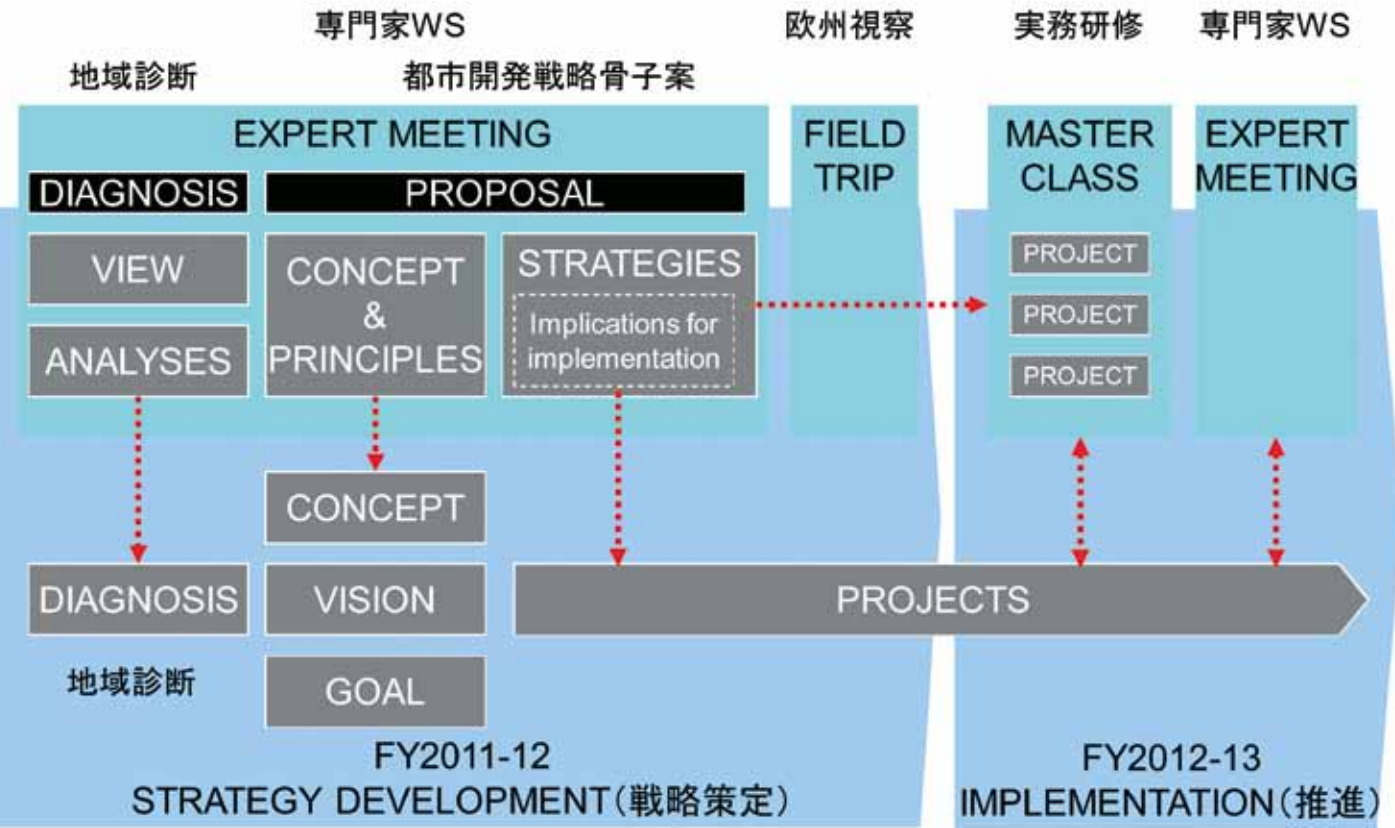 専門家WS
欧州視察
実務研修
専門家WS
地域診断
都市開発戦略骨子案
EXPERT MEETING
FIELD
TRIP
MASTER
CLASS
EXPERT
MEETING
DIAGNOSIS
PROPOSAL
VIEW
ANALYSES
CONCEPT
&
PRINCIPLES
STRATEGIES
Implications for
implementation
PROJECT
PROJECT
PROJECT
CONCEPT
DIAGNOSIS
VISION
PROJECTS
地域診断
GOAL
FY2011-12
STRATEGY DEVELOPMENT(戦略策定)
FY2012-13
IMPLEMENTATION(推進)